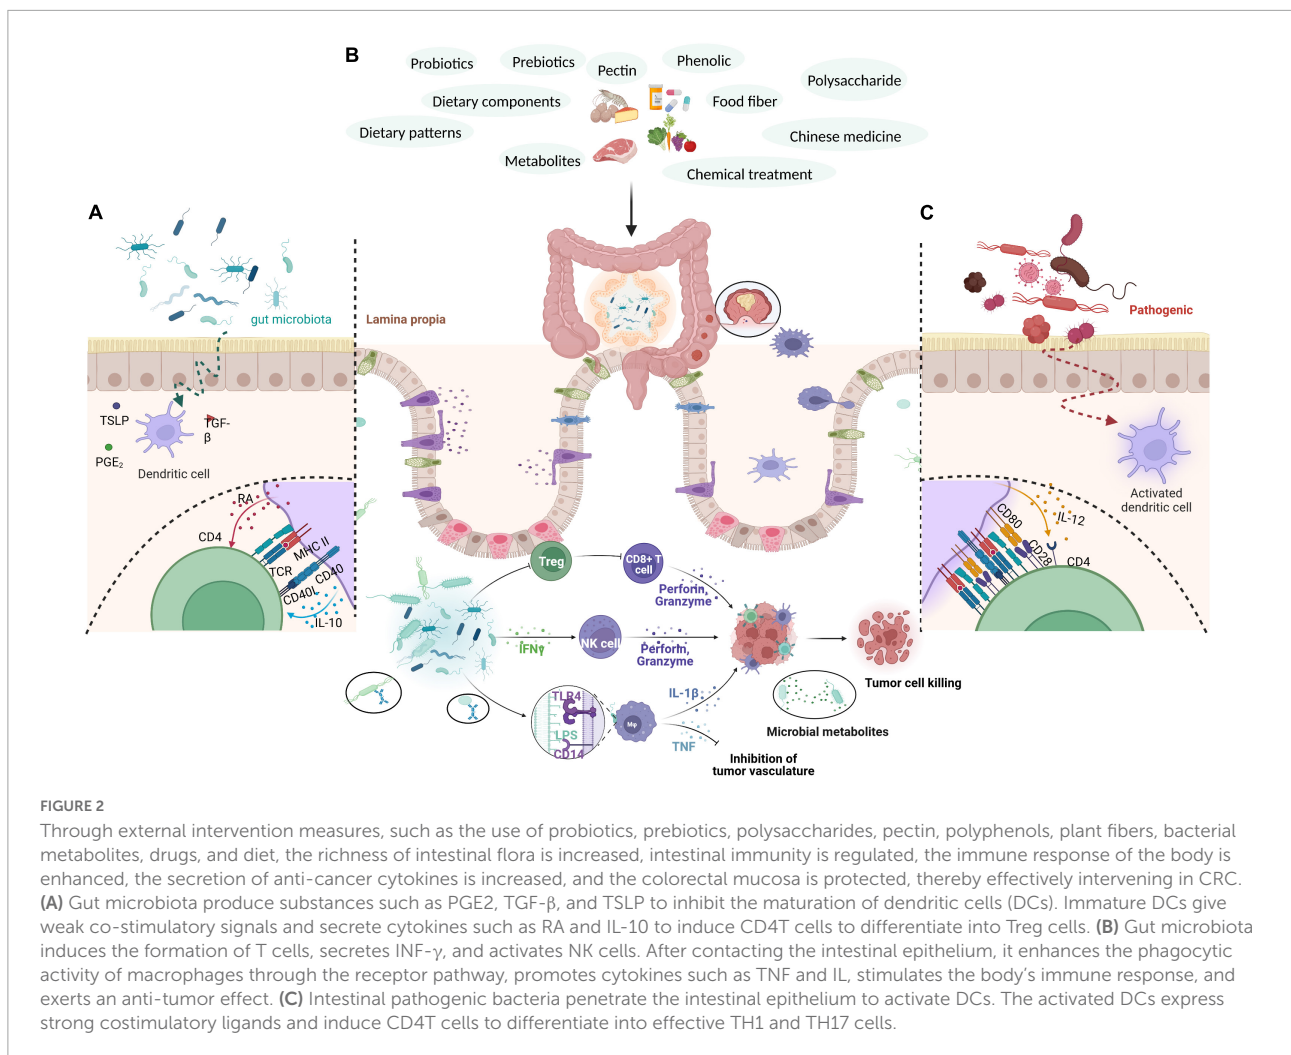 B
Probiotics
Prebiotics
Pectin
Phenolic
Polysaccharide
Dietary components
Food fiber
Dietary patterns
Chinese medicine
Metabolites
Chemical treatment
A
gut microbiota
TSLP
TGF-
β
PGE2
Dendritic cell
RA
CD4
MHC II
TCR
CD40
CD40L
IL-10
Lamina propia
Treg
CD8+ T
cell
Perforin,
Granzyme
IFNγ
NK cell
Perforin,
Granzyme
TLR4
LPS
CD14
Mφ
IL-1β
TNF
Inhibition of
tumor vasculature
Microbial metabolites
Tumor cell killing
C
Pathogenic
Activated
dendritic cell
IL-12
CD80
CD28
CD4
FIGURE 2
Through external intervention measures, such as the use of probiotics, prebiotics, polysaccharides, pectin, polyphenols, plant fibers, bacterial
metabolites, drugs, and diet, the richness of intestinal flora is increased, intestinal immunity is regulated, the immune response of the body is
enhanced, the secretion of anti-cancer cytokines is increased, and the colorectal mucosa is protected, thereby effectively intervening in CRC.
(A) Gut microbiota produce substances such as PGE2, TGF-β, and TSLP to inhibit the maturation of dendritic cells (DCs). Immature DCs give
weak co-stimulatory signals and secrete cytokines such as RA and IL-10 to induce CD4T cells to differentiate into Treg cells. (B) Gut microbiota
induces the formation of T cells, secretes INF-γ, and activates NK cells. After contacting the intestinal epithelium, it enhances the phagocytic
activity of macrophages through the receptor pathway, promotes cytokines such as TNF and IL, stimulates the body's immune response, and
exerts an anti-tumor effect. (C) Intestinal pathogenic bacteria penetrate the intestinal epithelium to activate DCs. The activated DCs express
strong costimulatory ligands and induce CD4T cells to differentiate into effective TH1 and TH17 cells.